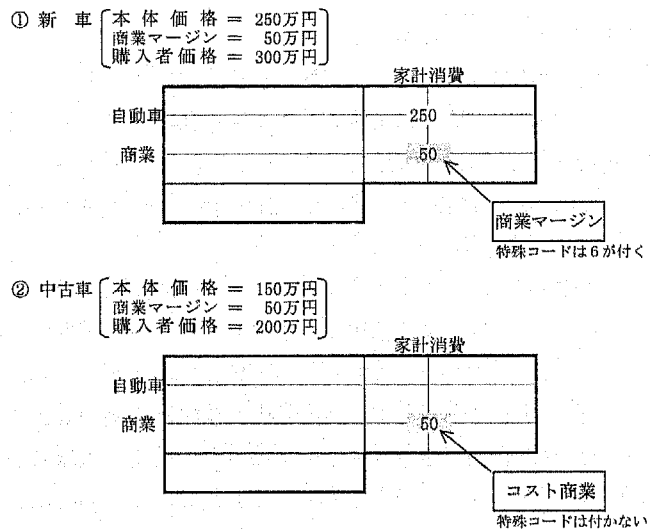 ① 新車 本体価格 = 250万円
商業マージン = 50万円
購入者価格 = 300万円
家計消費
自動車 250
商業 50
商業マージン
特殊コードは6が付く
② 中古車 本体価格 = 150万円
商業マージン = 50万円
購入者価格 = 200万円
家計消費
自動車
商業 50
コスト商業
特殊コードは付かない